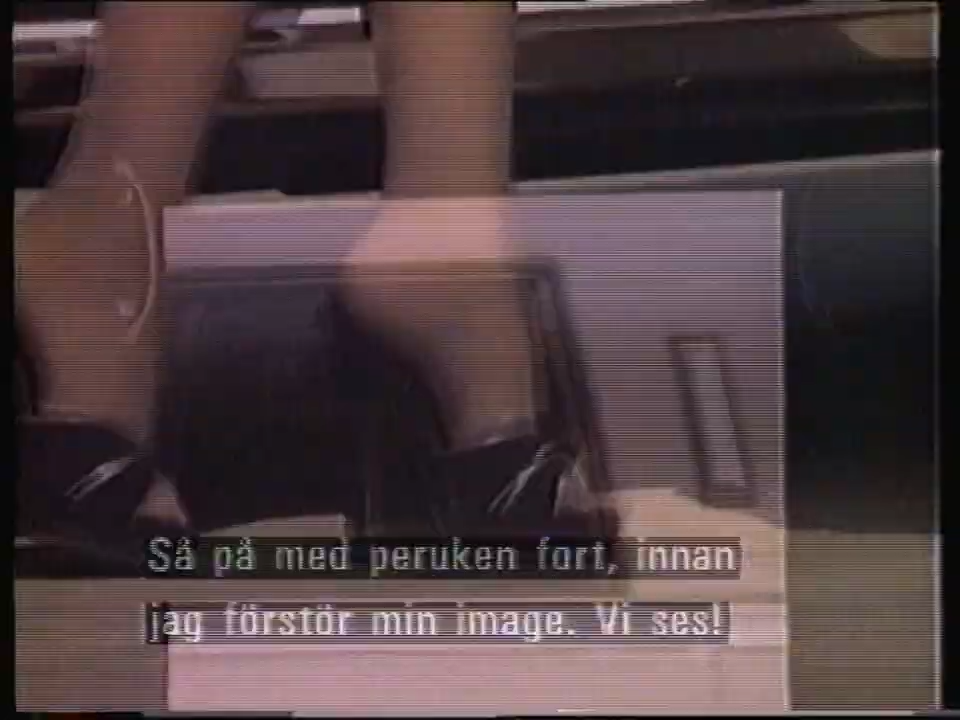 Så på med peruken fort, innan
jag förstör min image. Vi ses!